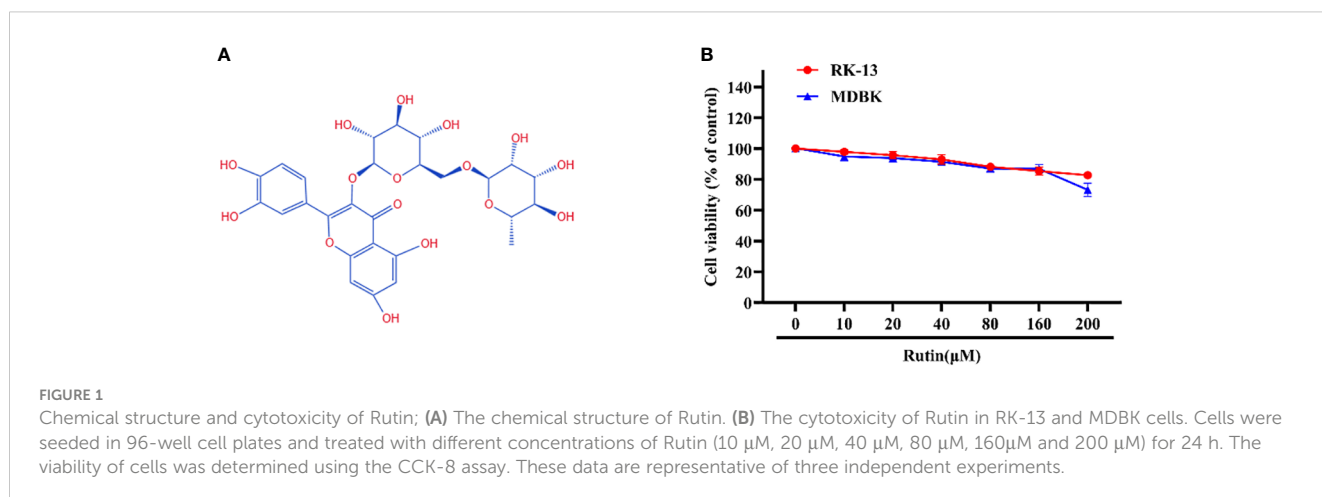 A
OH
OH
HO
HO
OH
OH
HO
O
O
O
OH
O
O
OH
HO
O
OH
OH
O
OH
B
RK-13
MDBK
Cell viability (% of control)
140
120
100
80
60
40
20
0
0 10 20 40 80 160 200
Rutin(μM)
FIGURE 1
Chemical structure and cytotoxicity of Rutin; (A) The chemical structure of Rutin. (B) The cytotoxicity of Rutin in RK-13 and MDBK cells. Cells were
seeded in 96-well cell plates and treated with different concentrations of Rutin (10 μM, 20 μM, 40 μM, 80 μM, 160μM and 200 μM) for 24 h. The
viability of cells was determined using the CCK-8 assay. These data are representative of three independent experiments.